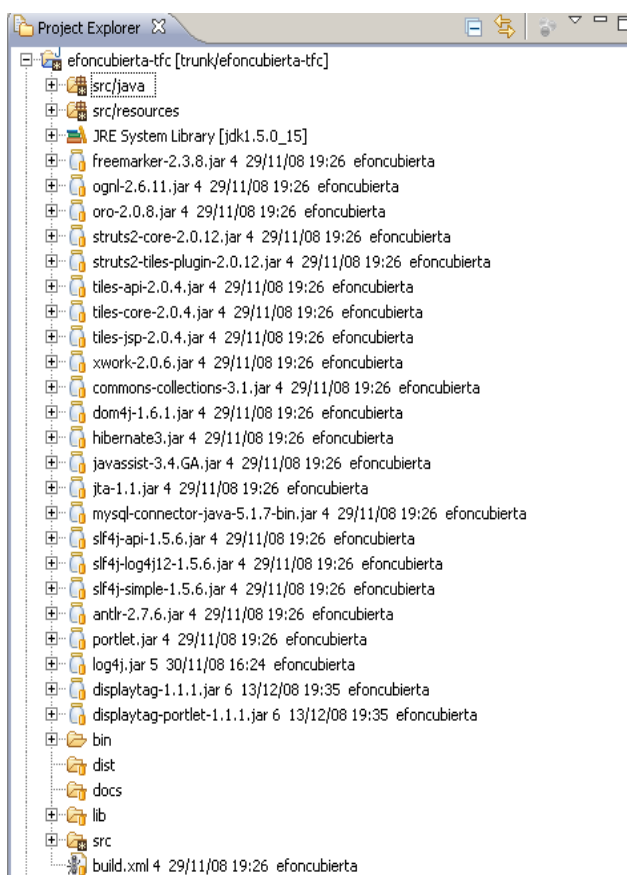 Project Explorer
efoncubierta-tfc [trunk/efoncubierta-tfc]
src/java
src/resources
JRE System Library [jdk1.5.0_15]
freemarker-2.3.8.jar 4 29/11/08 19:26 efoncubierta
ognl-2.6.11.jar 4 29/11/08 19:26 efoncubierta
oro-2.0.8.jar 4 29/11/08 19:26 efoncubierta
struts2-core-2.0.12.jar 4 29/11/08 19:26 efoncubierta
struts2-tiles-plugin-2.0.12.jar 4 29/11/08 19:26 efoncubierta
tiles-api-2.0.4.jar 4 29/11/08 19:26 efoncubierta
tiles-core-2.0.4.jar 4 29/11/08 19:26 efoncubierta
tiles-jsp-2.0.4.jar 4 29/11/08 19:26 efoncubierta
xwork-2.0.6.jar 4 29/11/08 19:26 efoncubierta
commons-collections-3.1.jar 4 29/11/08 19:26 efoncubierta
dom4j-1.6.1.jar 4 29/11/08 19:26 efoncubierta
hibernate3.jar 4 29/11/08 19:26 efoncubierta
javassist-3.4.GA.jar 4 29/11/08 19:26 efoncubierta
jta-1.1.jar 4 29/11/08 19:26 efoncubierta
mysql-connector-java-5.1.7-bin.jar 4 29/11/08 19:26 efoncubierta
slf4j-api-1.5.6.jar 4 29/11/08 19:26 efoncubierta
slf4j-log4j12-1.5.6.jar 4 29/11/08 19:26 efoncubierta
slf4j-simple-1.5.6.jar 4 29/11/08 19:26 efoncubierta
antlr-2.7.6.jar 4 29/11/08 19:26 efoncubierta
portlet.jar 4 29/11/08 19:26 efoncubierta
log4j.jar 5 30/11/08 16:24 efoncubierta
displaytag-1.1.1.jar 6 13/12/08 19:35 efoncubierta
displaytag-portlet-1.1.1.jar 6 13/12/08 19:35 efoncubierta
bin
dist
docs
lib
src
build.xml 4 29/11/08 19:26 efoncubierta